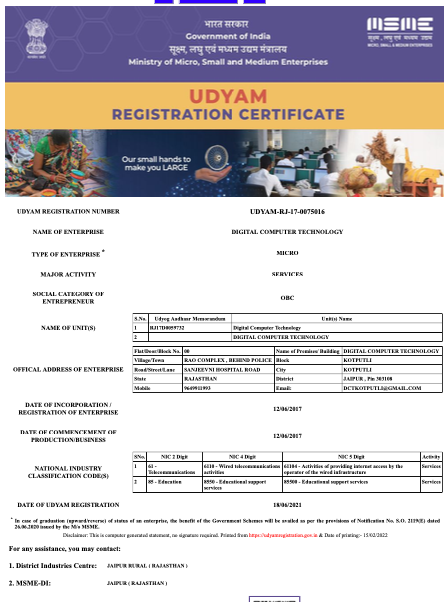 भारत सरकार
Government of India
सूक्ष्म, लघु एवं मध्यम उद्यम मंत्रालय
Ministry of Micro, Small and Medium Enterprises
सूक्ष्म, लघु एवं मध्यम उद्यम
MICRO, SMALL & MEDIUM ENTERPRISES
UDYAM
REGISTRATION CERTIFICATE
Our small hands to
make you LARGE
UDYAM REGISTRATION NUMBER UDYAM-RJ-17-0075016
NAME OF ENTERPRISE DIGITAL COMPUTER TECHNOLOGY
TYPE OF ENTERPRISE * MICRO
MAJOR ACTIVITY SERVICES
SOCIAL CATEGORY OF
ENTREPRENEUR OBC
NAME OF UNIT(S)
S.No. Udyog Aadhaar Memorandum Unit(s) Name
1 RJ17D0059732 Digital Computer Technology
2 DIGITAL COMPUTER TECHNOLOGY
OFFICAL ADDRESS OF ENTERPRISE
Flat/Door/Block No. 00 Name of Premises/ Building DIGITAL COMPUTER TECHNOLOGY
Village/Town RAO COMPLEX , BEHIND POLICE Block KOTPUTLI
Road/Street/Lane SANJEEVNI HOSPITAL ROAD City KOTPUTLI
State RAJASTHAN District JAIPUR , Pin 303108
Mobile 9649911993 Email: DCTKOTPUTLI@GMAIL.COM
DATE OF INCORPORATION /
REGISTRATION OF ENTERPRISE 12/06/2017
DATE OF COMMENCEMENT OF
PRODUCTION/BUSINESS 12/06/2017
NATIONAL INDUSTRY
CLASSIFICATION CODE(S)
SNo. NIC 2 Digit NIC 4 Digit NIC 5 Digit Activity
1 61 - Telecommunications 6110 - Wired telecommunications activities 61104 - Activities of providing internet access by the operator of the wired infrastructure Services
2 85 - Education 8550 - Educational support services 85500 - Educational support services Services
DATE OF UDYAM REGISTRATION 18/06/2021
* In case of graduation (upward/reverse) of status of an enterprise, the benefit of the Government Schemes will be availed as per the provisions of Notification No. S.O. 2119(E) dated
26.06.2020 issued by the M/o MSME.
Disclaimer: This is computer generated statement, no signature required. Printed from https://udyamregistration.gov.in & Date of printing:- 15/02/2022
For any assistance, you may contact:
1. District Industries Centre: JAIPUR RURAL ( RAJASTHAN )
2. MSME-DI: JAIPUR ( RAJASTHAN )